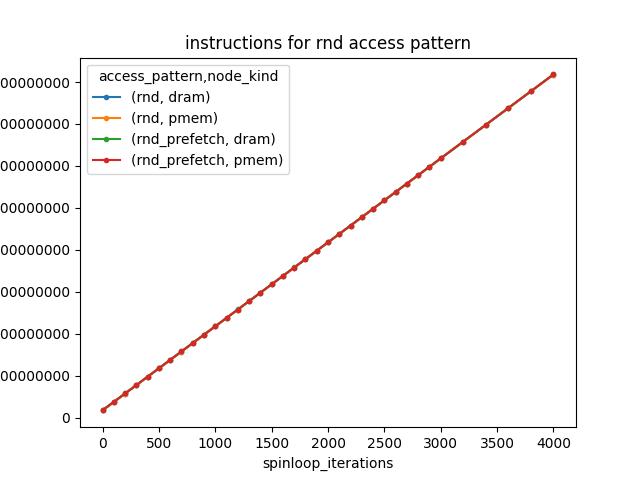 instructions for rnd access pattern
access_pattern,node_kind
(rnd, dram)
(rnd, pmem)
(rnd_prefetch, dram)
(rnd_prefetch, pmem)
0
0 500 1000 1500 2000 2500 3000 3500 4000
spinloop_iterations